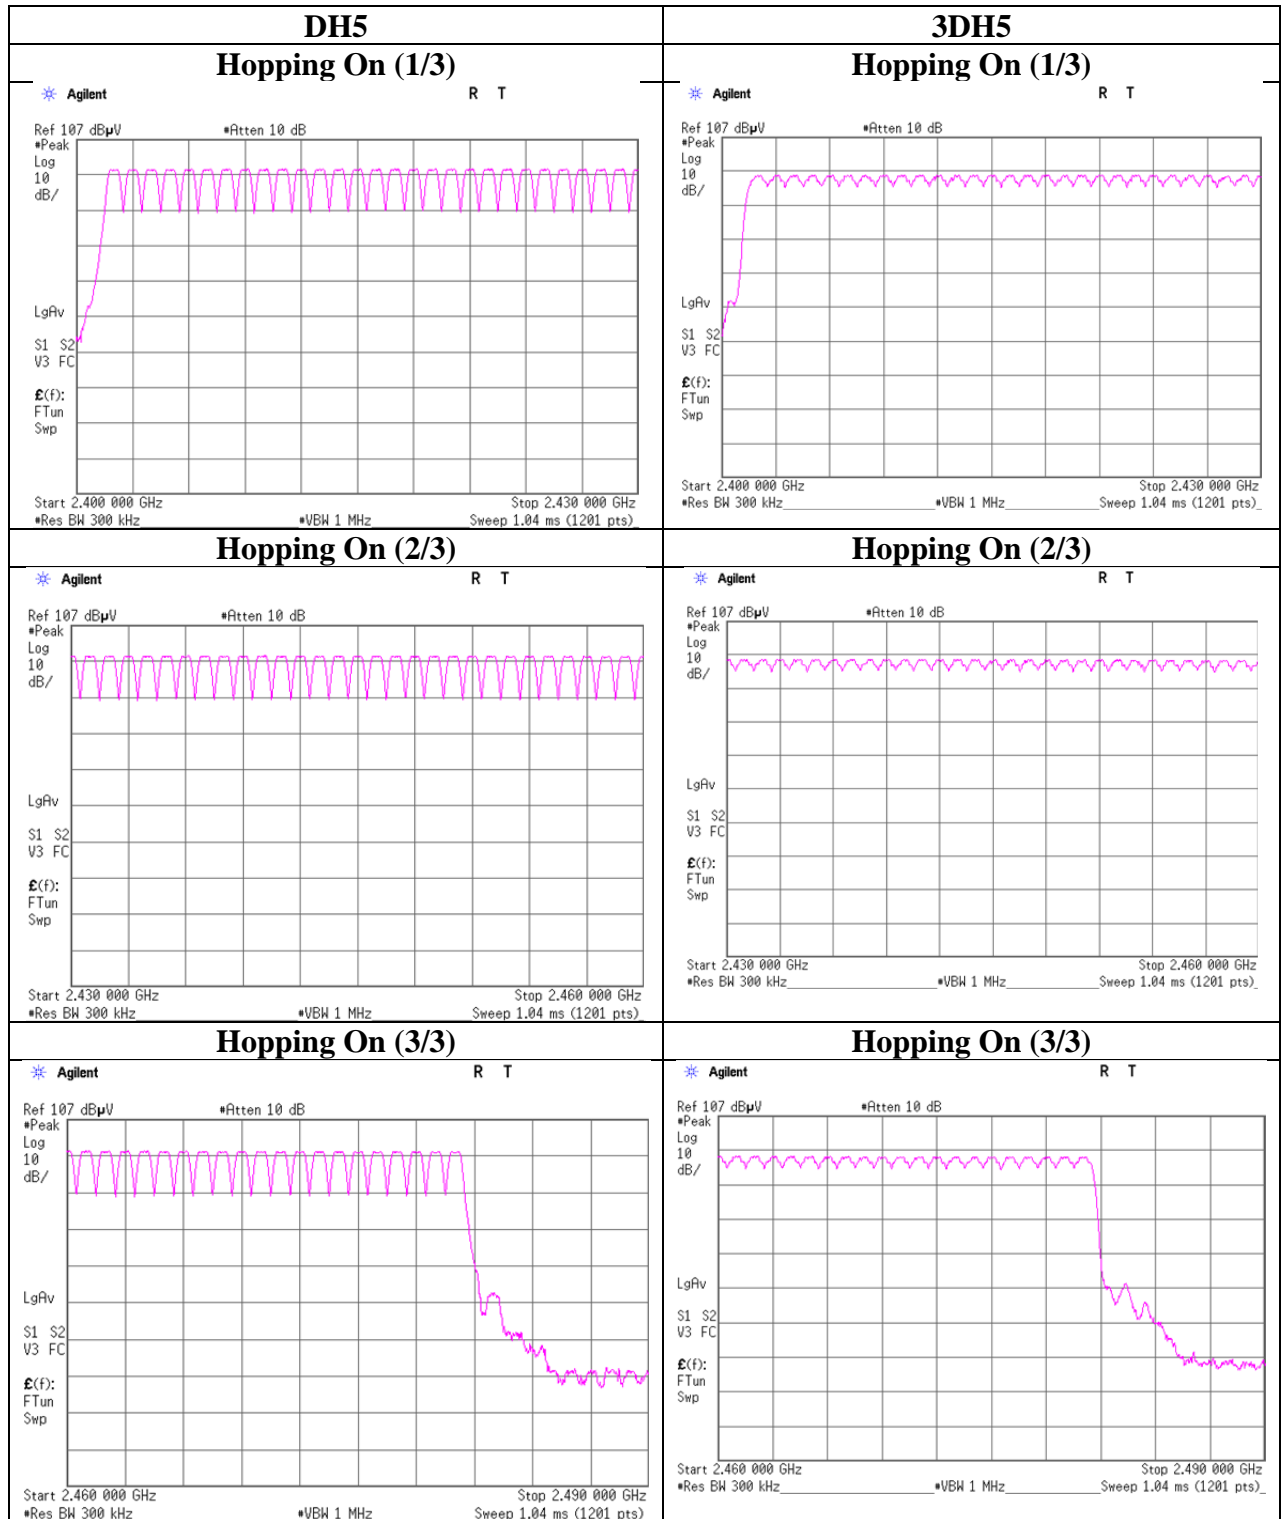 DH5
3DH5
Hopping On (1/3)
Hopping On (1/3)
Agilent
R T
Ref 107 dBµV
#Atten 10 dB
#Peak
Log
10
dB/
LgAv
S1 S2
V3 FC
£(f):
FTun
Swp
Start 2.400 000 GHz
Stop 2.430 000 GHz
#Res BW 300 kHz
#VBW 1 MHz
Sweep 1.04 ms (1201 pts)
Agilent
R T
Ref 107 dBµV
#Atten 10 dB
#Peak
Log
10
dB/
LgAv
S1 S2
V3 FC
£(f):
FTun
Swp
Start 2.400 000 GHz
Stop 2.430 000 GHz
#Res BW 300 kHz
#VBW 1 MHz
Sweep 1.04 ms (1201 pts)
Hopping On (2/3)
Hopping On (2/3)
Agilent
R T
Ref 107 dBµV
#Atten 10 dB
#Peak
Log
10
dB/
LgAv
S1 S2
V3 FC
£(f):
FTun
Swp
Start 2.430 000 GHz
Stop 2.460 000 GHz
#Res BW 300 kHz
#VBW 1 MHz
Sweep 1.04 ms (1201 pts)
Agilent
R T
Ref 107 dBµV
#Atten 10 dB
#Peak
Log
10
dB/
LgAv
S1 S2
V3 FC
£(f):
FTun
Swp
Start 2.430 000 GHz
Stop 2.460 000 GHz
#Res BW 300 kHz
#VBW 1 MHz
Sweep 1.04 ms (1201 pts)
Hopping On (3/3)
Hopping On (3/3)
Agilent
R T
Ref 107 dBµV
#Atten 10 dB
#Peak
Log
10
dB/
LgAv
S1 S2
V3 FC
£(f):
FTun
Swp
Start 2.460 000 GHz
Stop 2.490 000 GHz
#Res BW 300 kHz
#VBW 1 MHz
Sweep 1.04 ms (1201 pts)
Agilent
R T
Ref 107 dBµV
#Atten 10 dB
#Peak
Log
10
dB/
LgAv
S1 S2
V3 FC
£(f):
FTun
Swp
Start 2.460 000 GHz
Stop 2.490 000 GHz
#Res BW 300 kHz
#VBW 1 MHz
Sweep 1.04 ms (1201 pts)